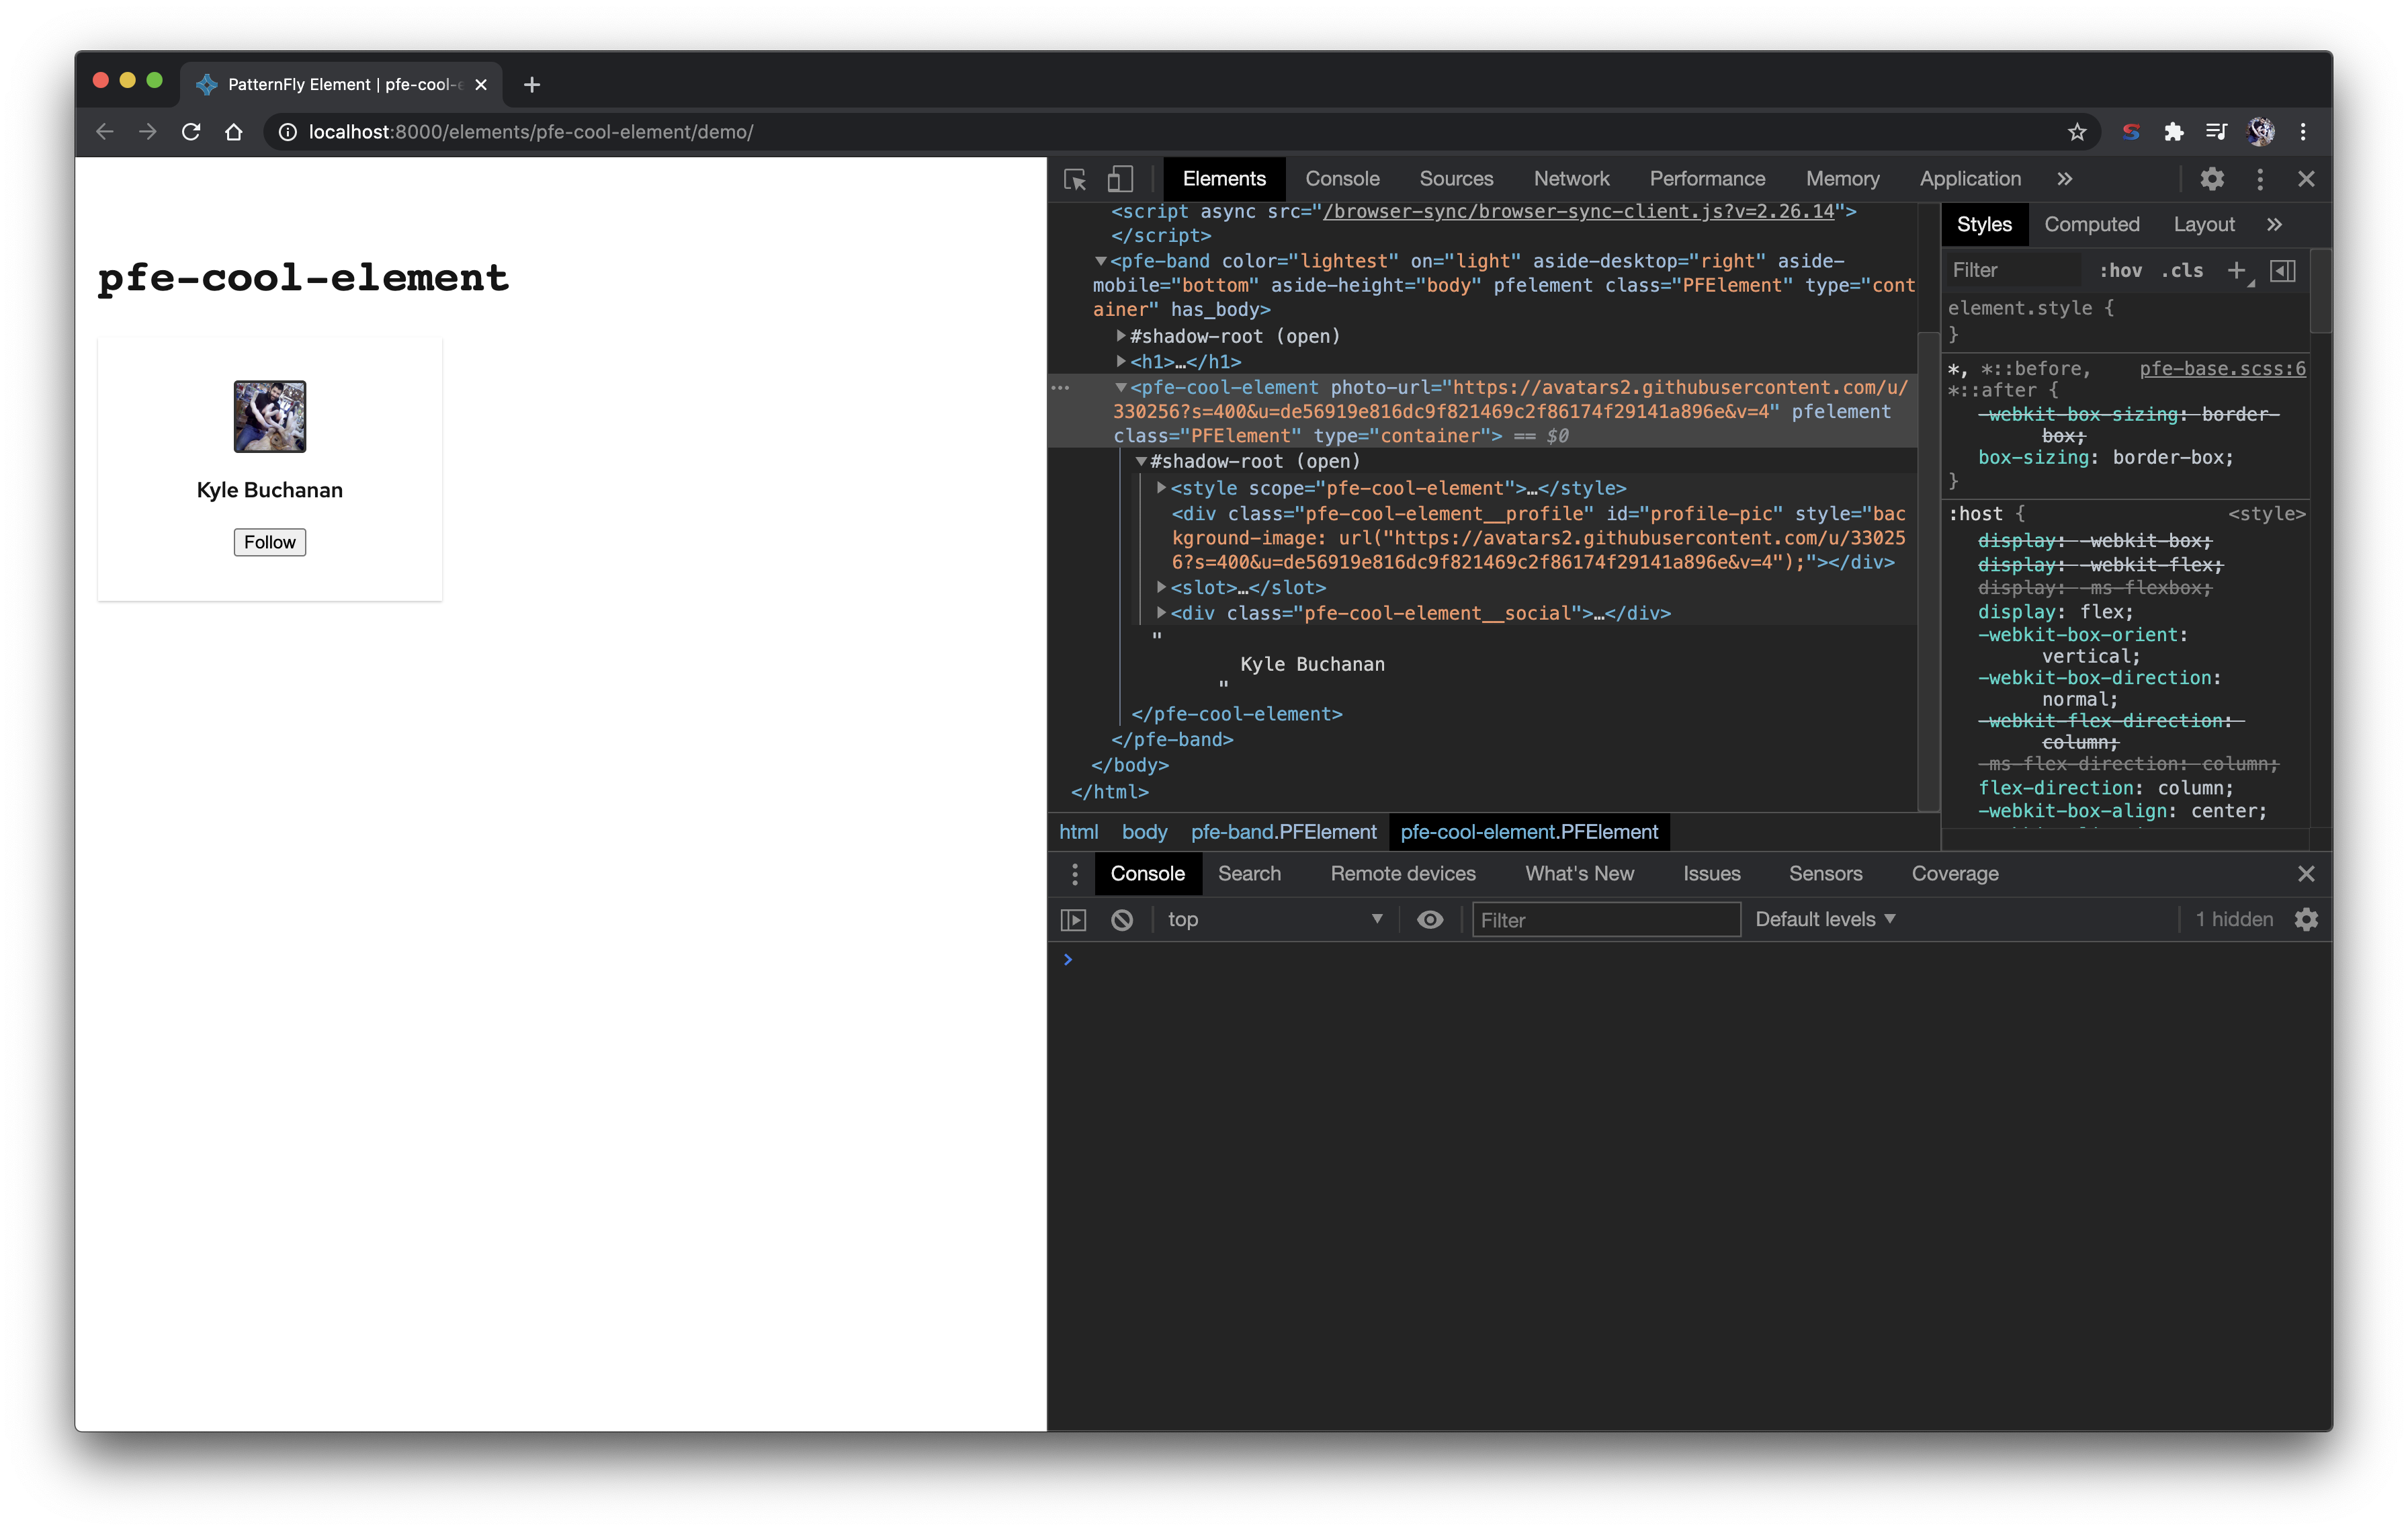 PatternFly Element | pfe-cool-e
localhost:8000/elements/pfe-cool-element/demo/
pfe-cool-element
Kyle Buchanan
Follow
Elements Console Sources Network Performance Memory Application
<script async src="/browser-sync/browser-sync-client.js?v=2.26.14">
</script>
<pfe-band color="lightest" on="light" aside-desktop="right" aside-
mobile="bottom" aside-height="body" pfelement class="PFElement" type="cont
ainer" has_body>
#shadow-root (open)
<h1>…</h1>
<pfe-cool-element photo-url="https://avatars2.githubusercontent.com/u/
330256?s=400&u=de56919e816dc9f821469c2f86174f29141a896e&v=4" pfelement
class="PFElement" type="container"> == $0
#shadow-root (open)
<style scope="pfe-cool-element">…</style>
<div class="pfe-cool-element__profile" id="profile-pic" style="bac
kground-image: url("https://avatars2.githubusercontent.com/u/33025
6?s=400&u=de56919e816dc9f821469c2f86174f29141a896e&v=4");"></div>
<slot>…</slot>
<div class="pfe-cool-element__social">…</div>
"
Kyle Buchanan
"
</pfe-cool-element>
</pfe-band>
</body>
</html>
html body pfe-band.PFElement pfe-cool-element.PFElement
Styles Computed Layout
Filter :hov .cls
element.style {
}
*, *::before, pfe-base.scss:6
*::after {
-webkit-box-sizing: border-
box;
box-sizing: border-box;
}
:host { <style>
display: -webkit-box;
display: -webkit-flex;
display: -ms-flexbox;
display: flex;
-webkit-box-orient:
vertical;
-webkit-box-direction:
normal;
-webkit-flex-direction:
column;
-ms-flex-direction: column;
flex-direction: column;
-webkit-box-align: center;
Console Search Remote devices What's New Issues Sensors Coverage
top Filter Default levels 1 hidden